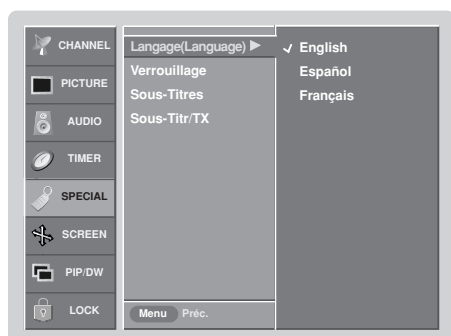 CHANNEL
PICTURE
AUDIO
TIMER
SPECIAL
SCREEN
PIP/DW
LOCK
Langage(Language) ►
Verrouillage
Sous-Titres
Sous-Titr/TX
Menu Préc.
✓ English
Español
Français